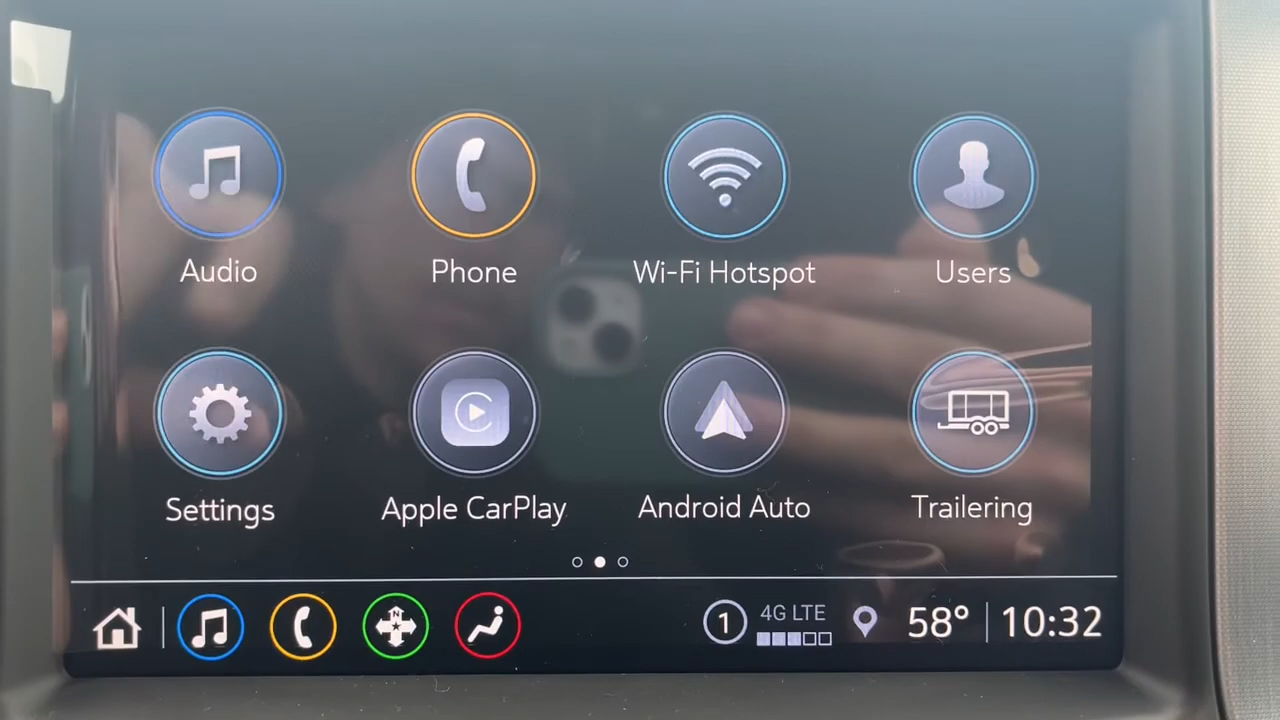 Audio Phone Wi-Fi Hotspot Users
Settings Apple CarPlay Android Auto Trailering
N 1 4G LTE 58° 10:32